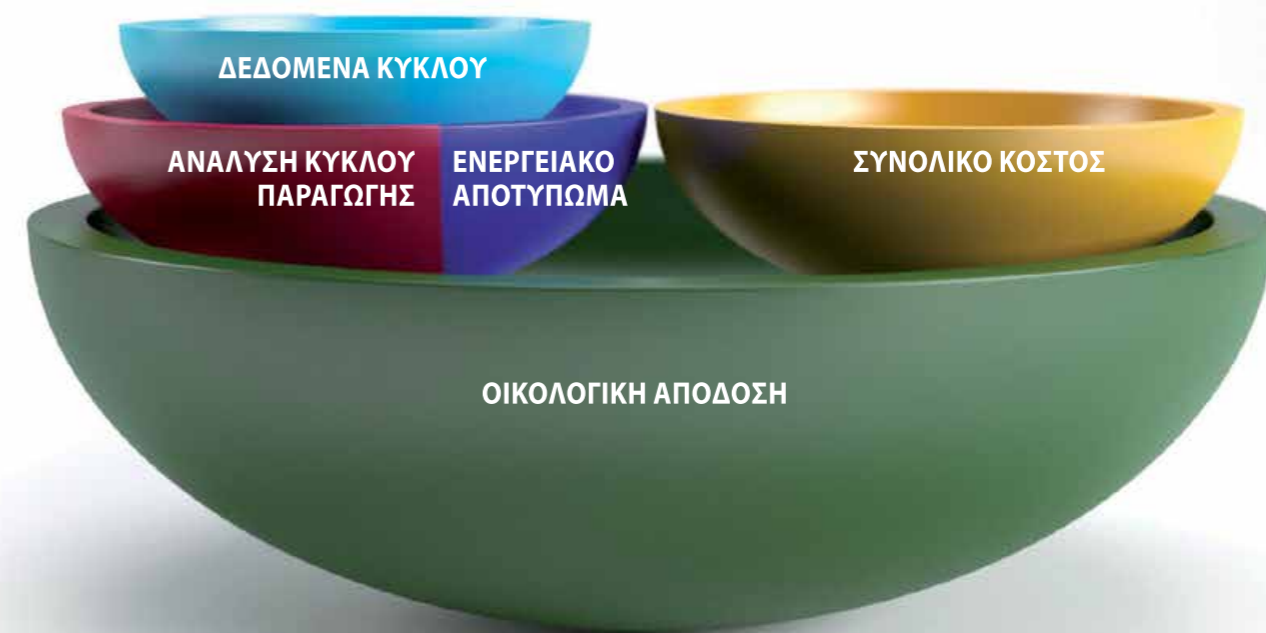 ΔΕΔΟΜΕΝΑ ΚΥΚΛΟΥ
ΑΝΑΛΥΣΗ ΚΥΚΛΟΥ
ΠΑΡΑΓΩΓΗΣ
ΕΝΕΡΓΕΙΑΚΟ
ΑΠΟΤΥΠΩΜΑ
ΣΥΝΟΛΙΚΟ ΚΟΣΤΟΣ
ΟΙΚΟΛΟΓΙΚΗ ΑΠΟΔΟΣΗ